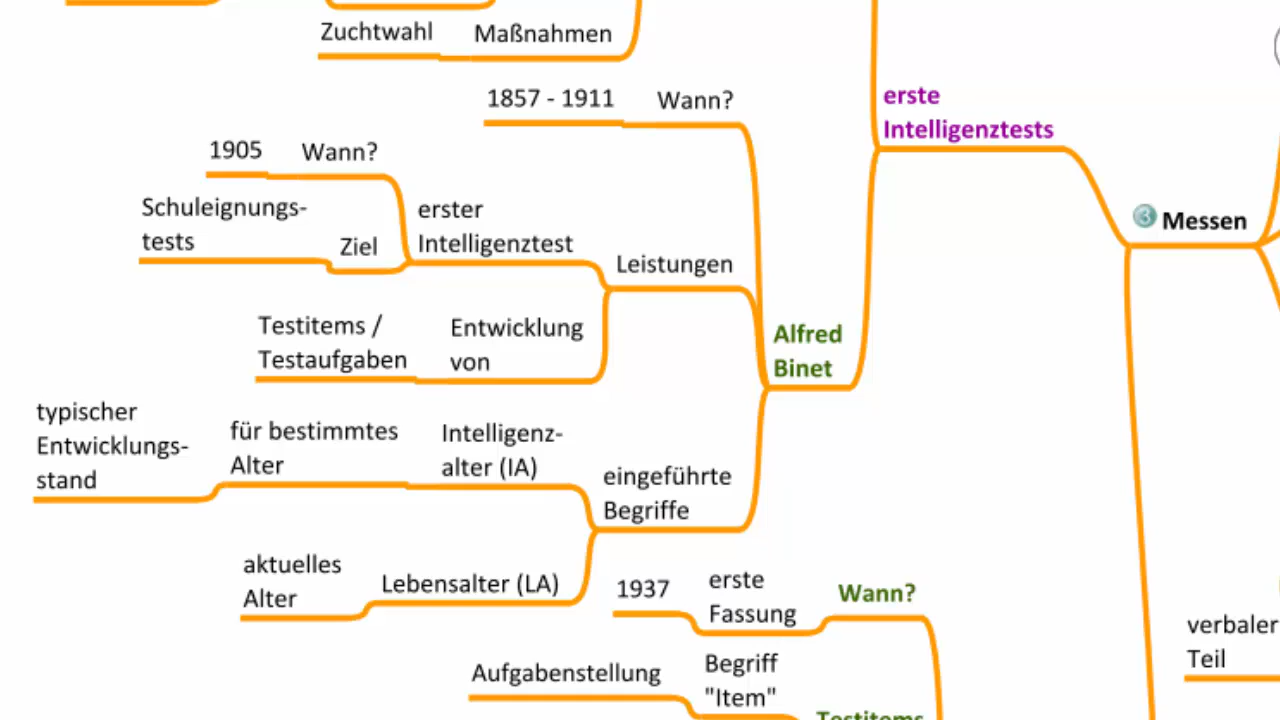 Zuchtwahl
Maßnahmen
1857 - 1911
Wann?
erste
Intelligenztests
1905
Wann?
Schuleignungs-
tests
Ziel
erster
Intelligenztest
Leistungen
Messen
3
Testitems /
Testaufgaben
Entwicklung
von
Alfred
Binet
typischer
Entwicklungs-
stand
für bestimmtes
Alter
Intelligenz-
alter (IA)
eingeführte
Begriffe
aktuelles
Alter
Lebensalter (LA)
1937
erste
Fassung
Wann?
verbaler
Teil
Aufgabenstellung
Begriff
"Item"
Testitems